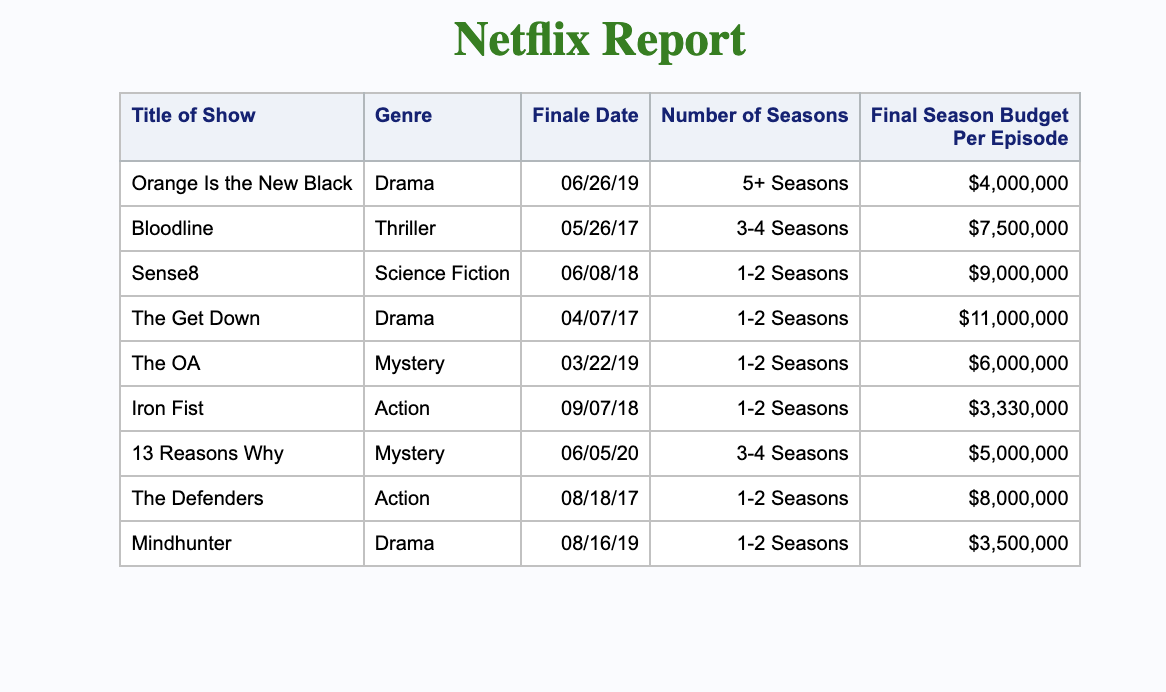 Netflix Report
Title of Show Genre Finale Date Number of Seasons Final Season Budget
Per Episode
Orange Is the New Black Drama 06/26/19 5+ Seasons $4,000,000
Bloodline Thriller 05/26/17 3-4 Seasons $7,500,000
Sense8 Science Fiction 06/08/18 1-2 Seasons $9,000,000
The Get Down Drama 04/07/17 1-2 Seasons $11,000,000
The OA Mystery 03/22/19 1-2 Seasons $6,000,000
Iron Fist Action 09/07/18 1-2 Seasons $3,330,000
13 Reasons Why Mystery 06/05/20 3-4 Seasons $5,000,000
The Defenders Action 08/18/17 1-2 Seasons $8,000,000
Mindhunter Drama 08/16/19 1-2 Seasons $3,500,000